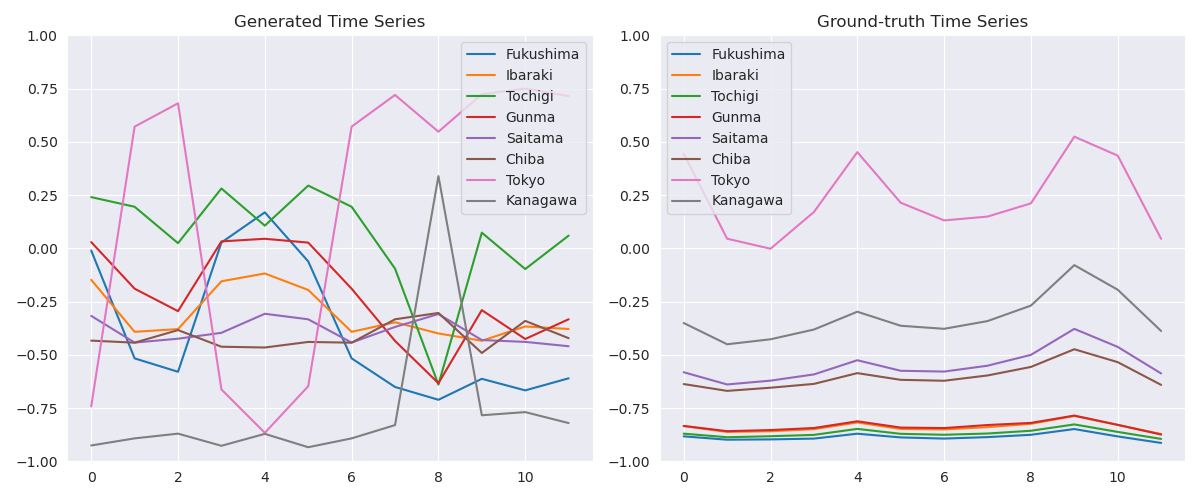 Generated Time Series
1.00
0.75
0.50
0.25
0.00
−0.25
−0.50
−0.75
−1.00
0
2
4
6
8
10
Fukushima
Ibaraki
Tochigi
Gunma
Saitama
Chiba
Tokyo
Kanagawa
Ground-truth Time Series
1.00
0.75
0.50
0.25
0.00
−0.25
−0.50
−0.75
−1.00
0
2
4
6
8
10
Fukushima
Ibaraki
Tochigi
Gunma
Saitama
Chiba
Tokyo
Kanagawa